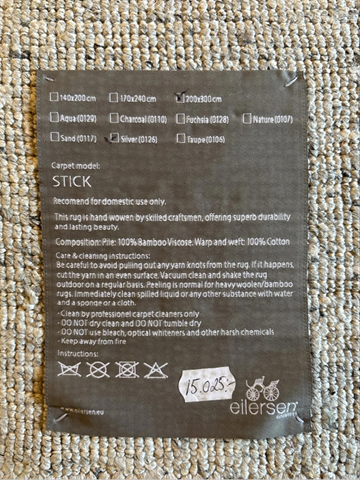 140x200cm 170x240cm 200x300cm
Aqua (0129) Charcoal (0110) Fuchsia (0128) Nature (0107)
Sand (0117) Silver (0126) Taupe (0106)
Carpet model:
STICK
Recomend for domestic use only.
This rug is hand wowen by skilled craftsmen, offering superb durability
and lasting beauty.
Composition: Pile: 100% Bamboo Viscose. Warp and weft: 100% Cotton
Care & cleaning instructions:
Be careful to avoid pulling out any yarn knots from the rug. If it happens,
cut the yarn in an even surface. Vacuum clean and shake the rug
outdoor on a regular basis. Peeling is normal for heavy woolen/bamboo
rugs. Immediately clean spilled liquid or any other substance with water
and a sponge or a cloth.
- Clean by professionel carpet cleaners only
- DO NOT dry clean and DO NOT tumble dry
- DO NOT use bleach, optical whiteners and other harsh chemicals
- Keep away from fire
Instructions:
15.025.-
eilersen
www.eilersen.eu